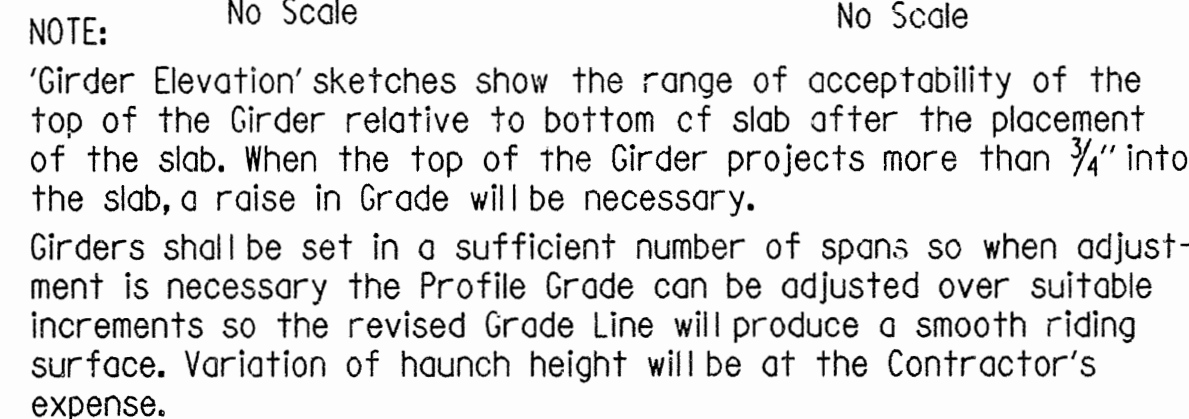 No Scale No Scale
NOTE:
'Girder Elevation' sketches show the range of acceptability of the
top of the Girder relative to bottom of slab after the placement
of the slab. When the top of the Girder projects more than ¾" into
the slab, a raise in Grade will be necessary.
Girders shall be set in a sufficient number of spans so when adjust-
ment is necessary the Profile Grade can be adjusted over suitable
increments so the revised Grade Line will produce a smooth riding
surface. Variation of haunch height will be at the Contractor's
expense.